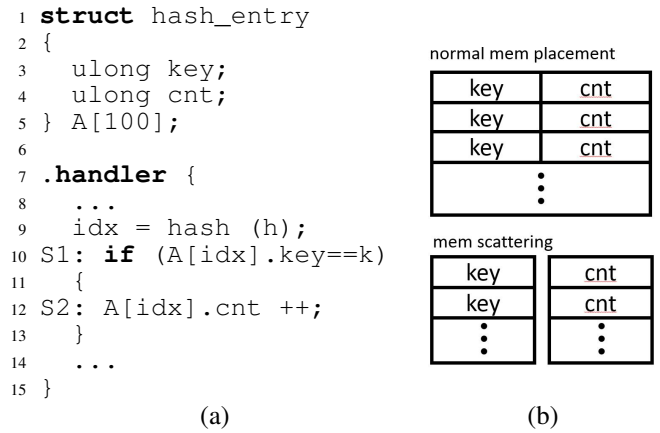 1 struct hash_entry
2 {
3 ulong key;
4 ulong cnt;
5 } A[100];
6
7 .handler {
8 ...
9 idx = hash (h);
10 S1: if (A[idx].key==k)
11 {
12 S2: A[idx].cnt ++;
13 }
14 ...
15 }
(a)
normal mem placement
key cnt
key cnt
key cnt
mem scattering
key cnt
key cnt
(b)